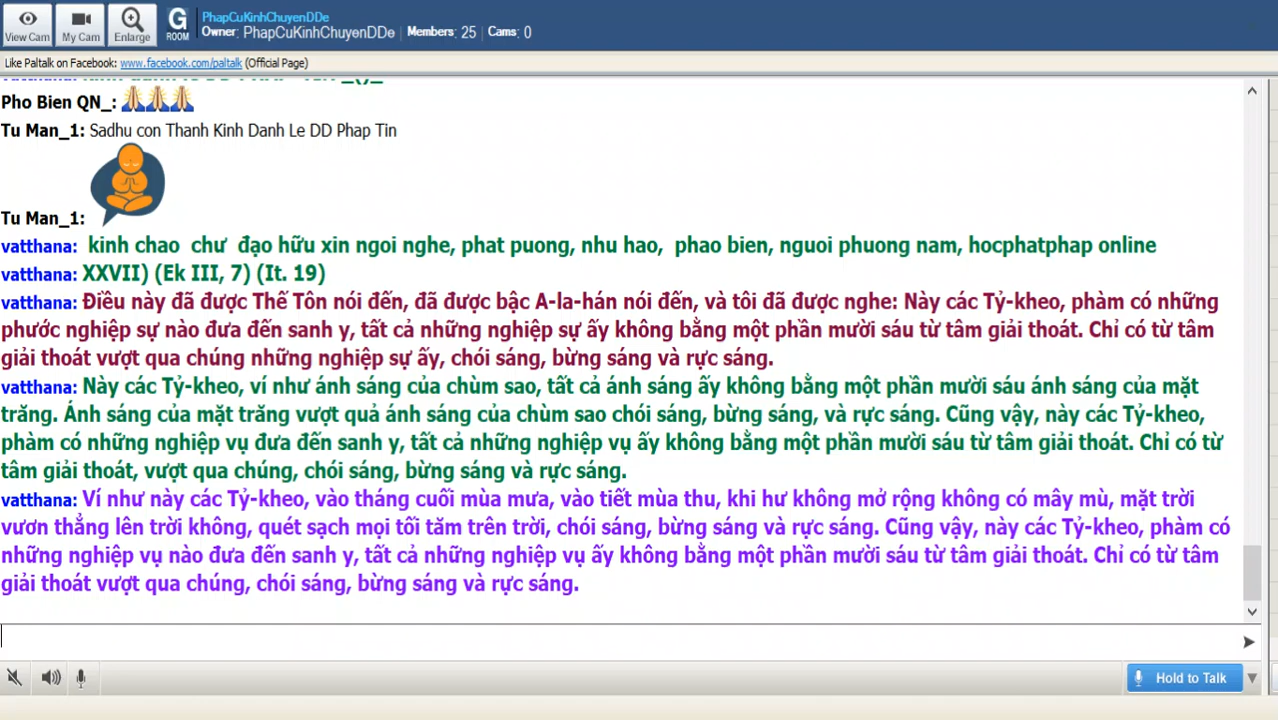 PhapCuKinhChuyenDDe
Owner: PhapCuKinhChuyenDDe Members: 25 Cams: 0
View Cam My Cam Enlarge G ROOM
Like Paltalk on Facebook: www.facebook.com/paltalk (Official Page)
Pho Bien QN_:
Tu Man_1: Sadhu con Thanh Kinh Danh Le DD Phap Tin
Tu Man_1:
vatthana: kinh chao chư đạo hữu xin ngoi nghe, phat puong, nhu hao, phao bien, nguoi phuong nam, hocphatphap online
vatthana: XXVII) (Ek III, 7) (It. 19)
vatthana: Điều này đã được Thế Tôn nói đến, đã được bậc A-la-hán nói đến, và tôi đã được nghe: Này các Tỷ-kheo, phàm có những
phước nghiệp sự nào đưa đến sanh y, tất cả những nghiệp sự ấy không bằng một phần mười sáu từ tâm giải thoát. Chỉ có từ tâm
giải thoát vượt qua chúng những nghiệp sự ấy, chói sáng, bừng sáng và rực sáng.
vatthana: Này các Tỷ-kheo, ví như ánh sáng của chùm sao, tất cả ánh sáng ấy không bằng một phần mười sáu ánh sáng của mặt
trăng. Ánh sáng của mặt trăng vượt quả ánh sáng của chùm sao chói sáng, bừng sáng, và rực sáng. Cũng vậy, này các Tỷ-kheo,
phàm có những nghiệp vụ đưa đến sanh y, tất cả những nghiệp vụ ấy không bằng một phần mười sáu từ tâm giải thoát. Chỉ có từ
tâm giải thoát, vượt qua chúng, chói sáng, bừng sáng và rực sáng.
vatthana: Ví như này các Tỷ-kheo, vào tháng cuối mùa mưa, vào tiết mùa thu, khi hư không mở rộng không có mây mù, mặt trời
vươn thẳng lên trời không, quét sạch mọi tối tăm trên trời, chói sáng, bừng sáng và rực sáng. Cũng vậy, này các Tỷ-kheo, phàm có
những nghiệp vụ nào đưa đến sanh y, tất cả những nghiệp vụ ấy không bằng một phần mười sáu từ tâm giải thoát. Chỉ có từ tâm
giải thoát vượt qua chúng, chói sáng, bừng sáng và rực sáng.
Hold to Talk